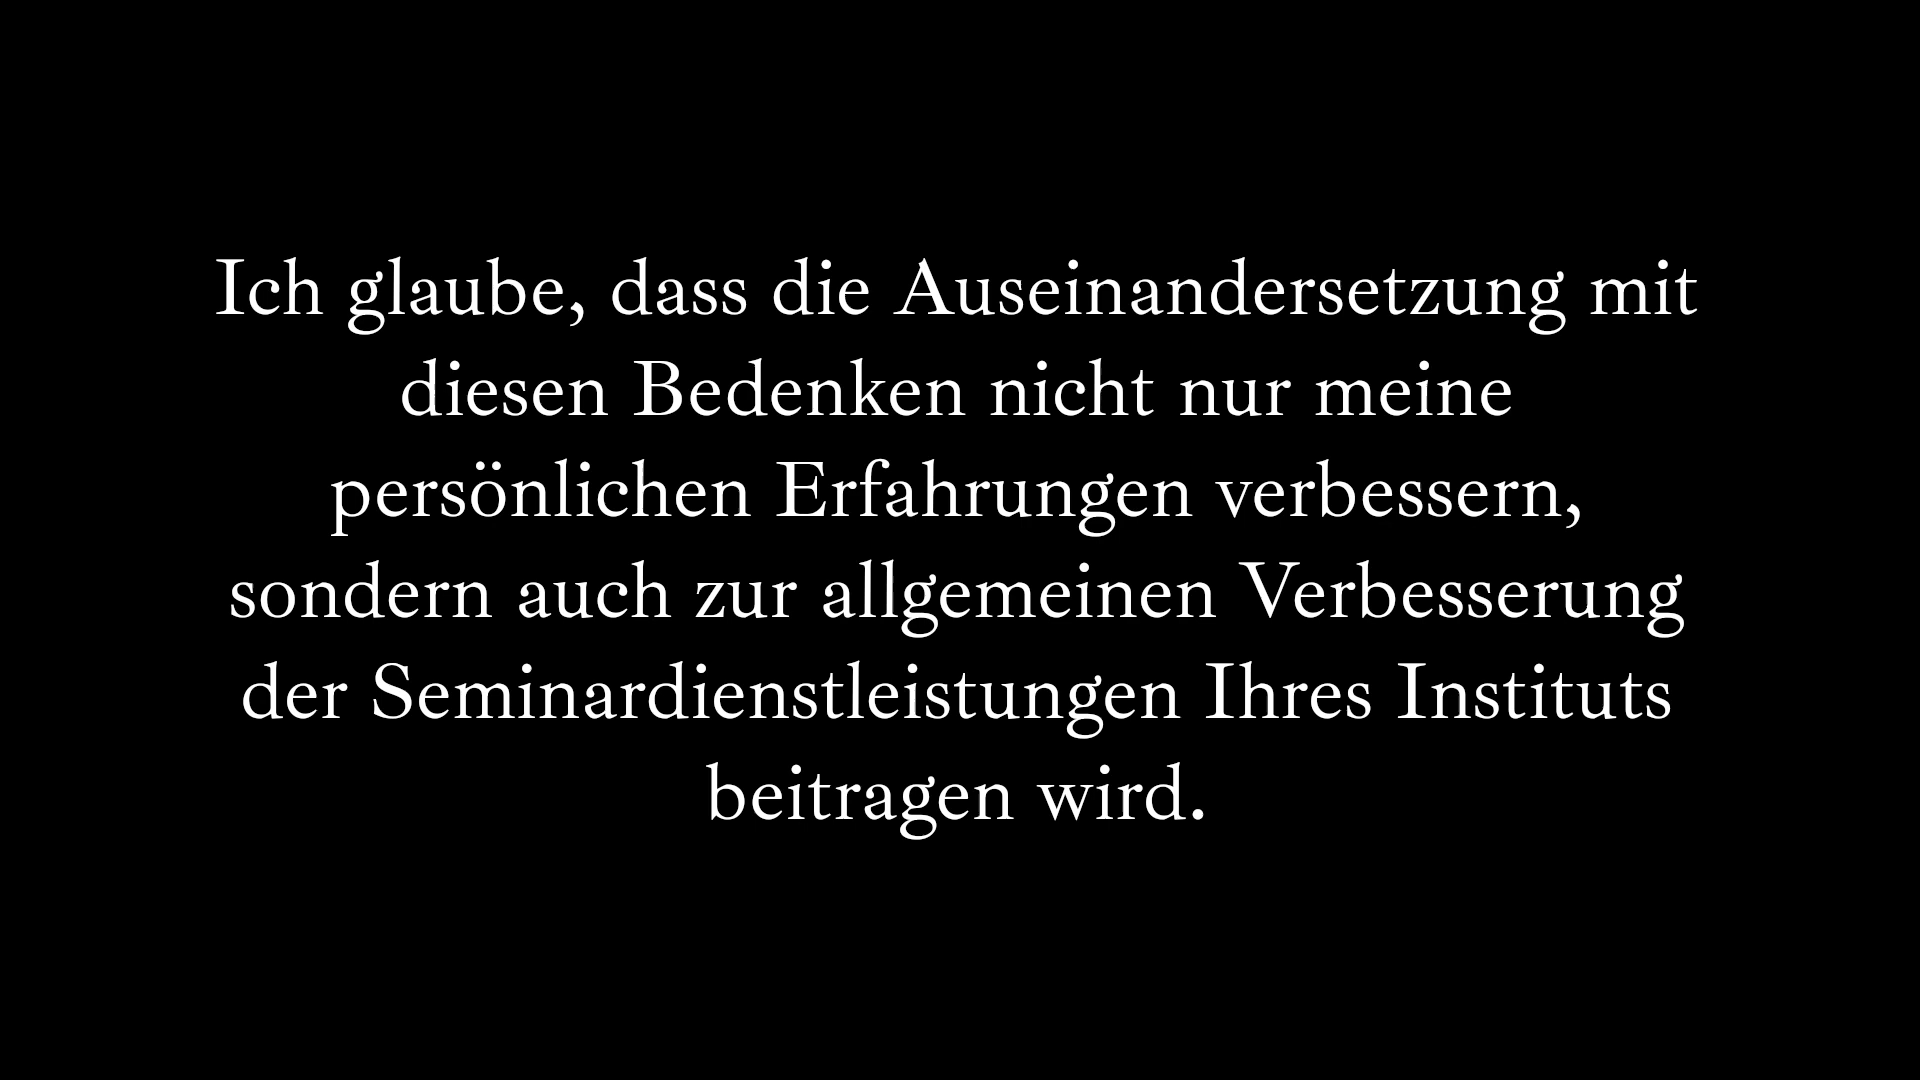 Ich glaube, dass die Auseinandersetzung mit
diesen Bedenken nicht nur meine
persönlichen Erfahrungen verbessern,
sondern auch zur allgemeinen Verbesserung
der Seminardienstleistungen Ihres Instituts
beitragen wird.